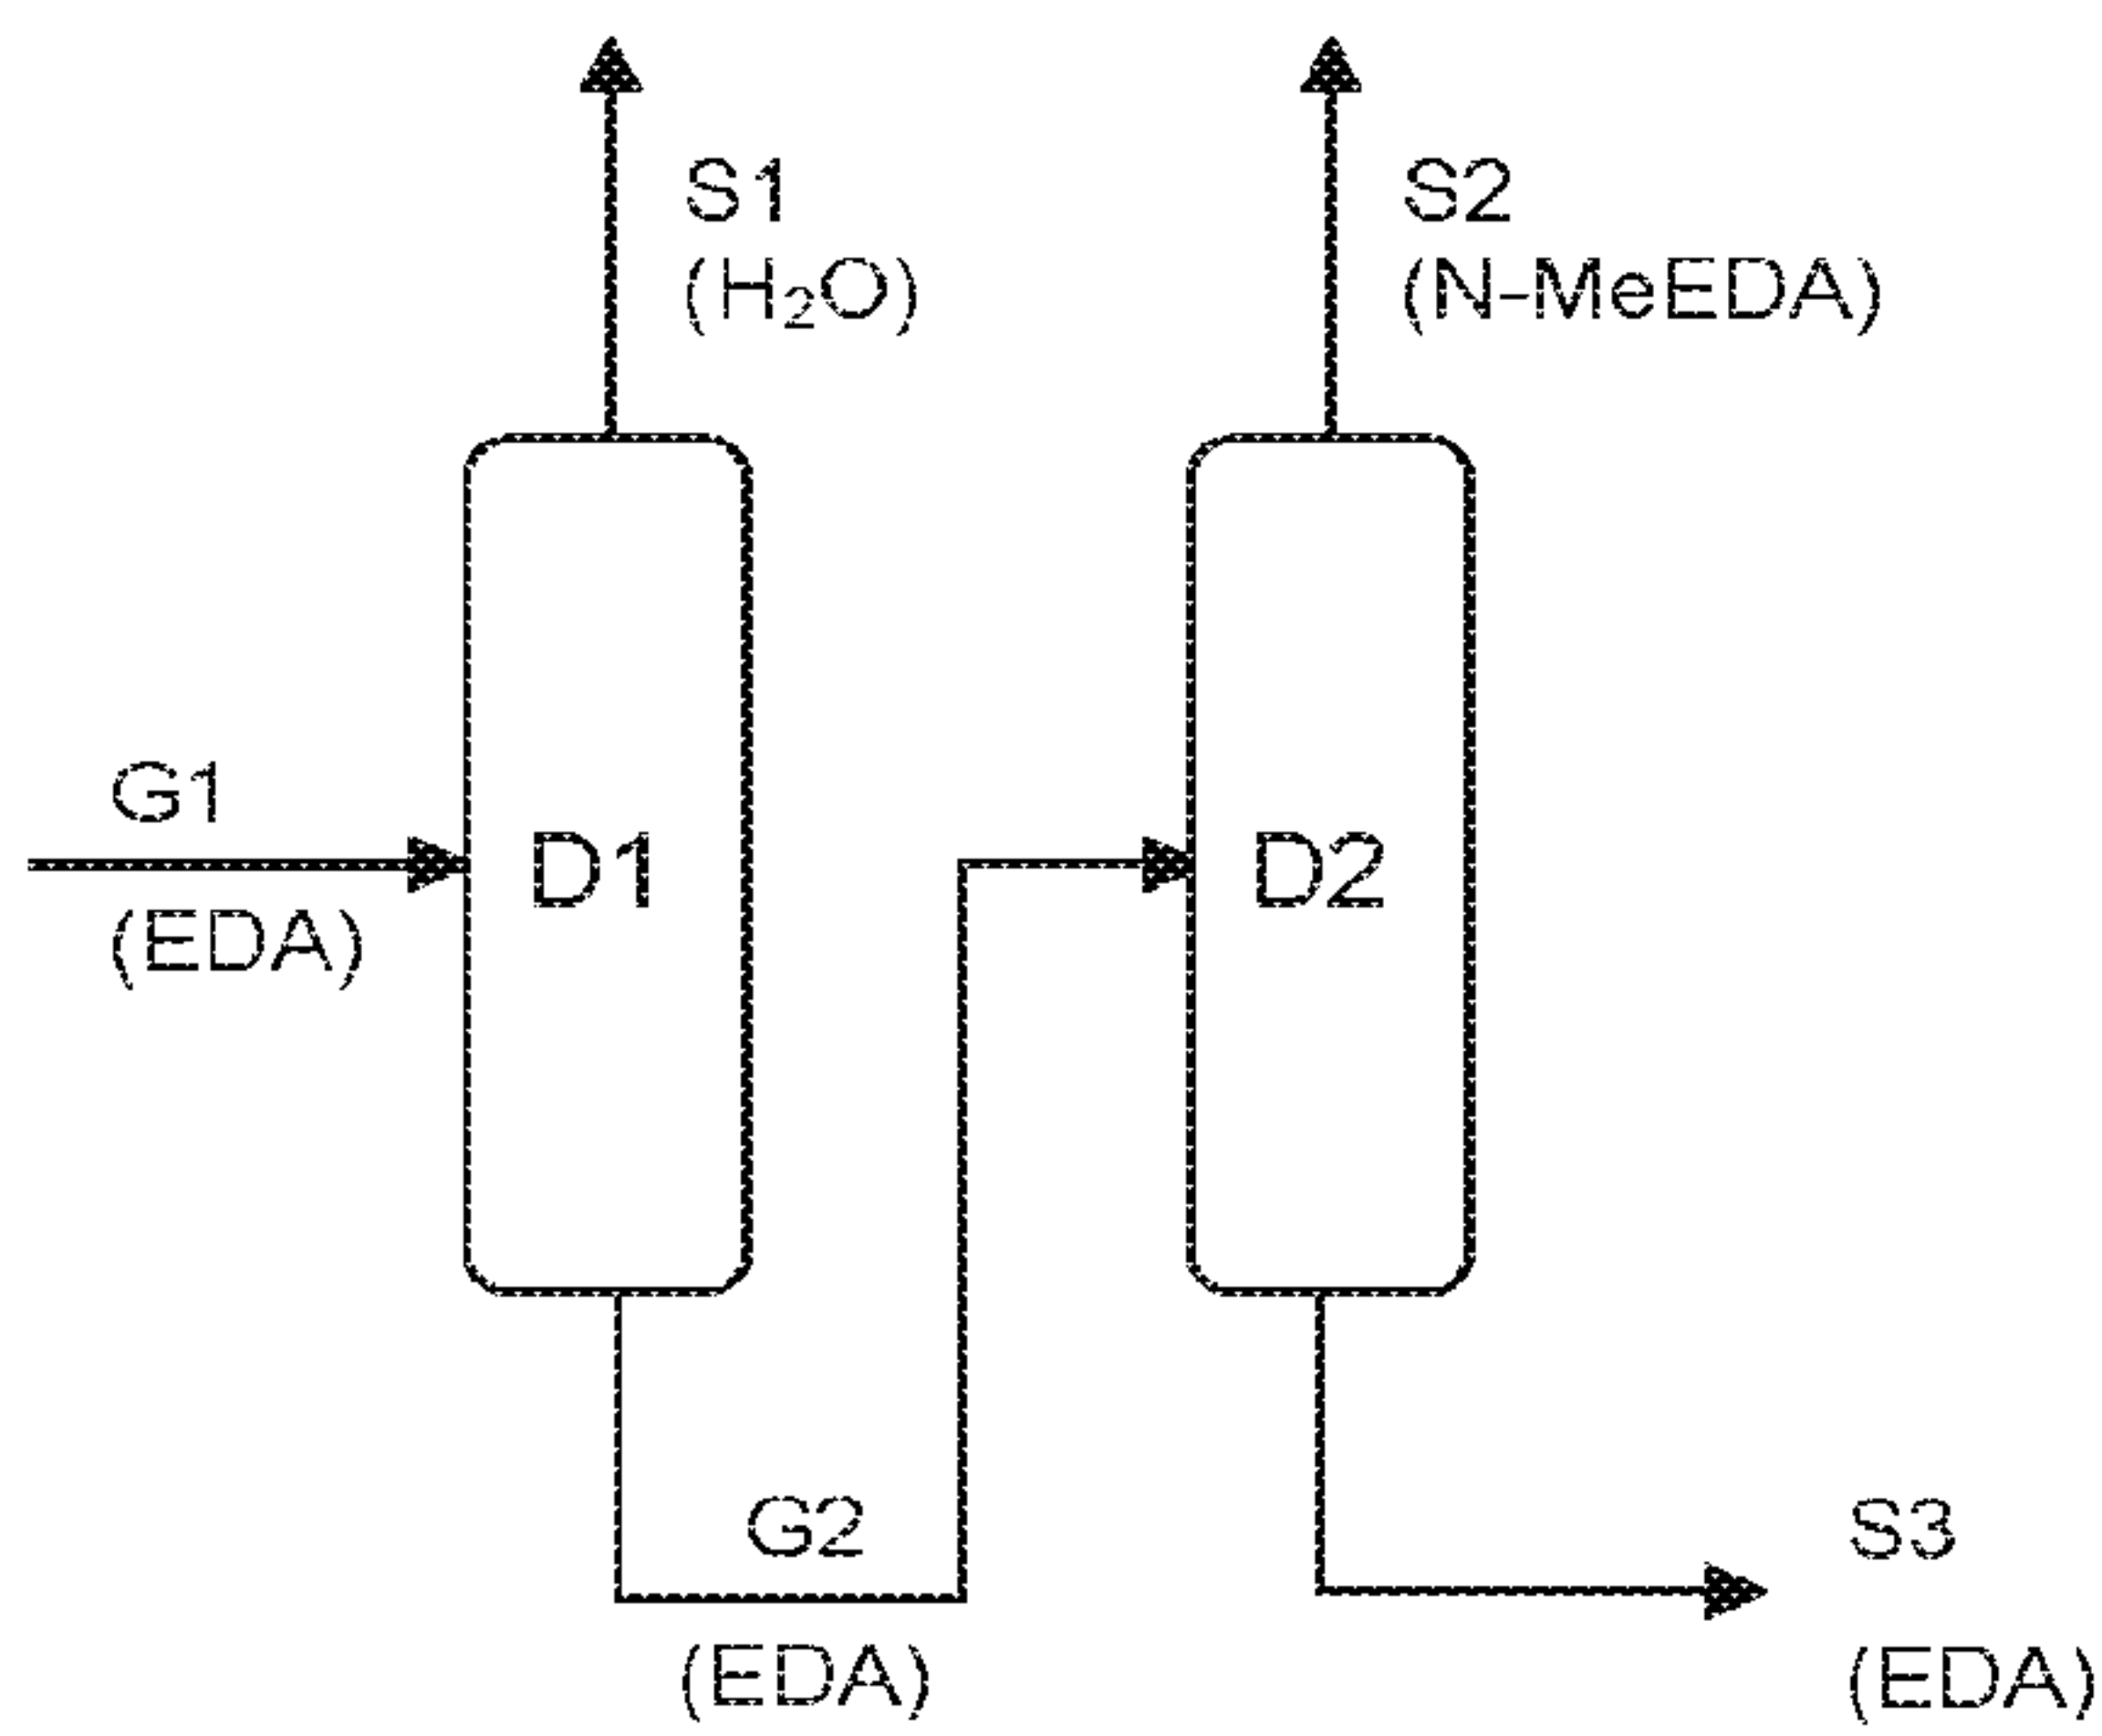 S1
(H₂O)
S2
(N-MeEDA)
G1
(EDA)
D1
D2
G2
(EDA)
S3
(EDA)